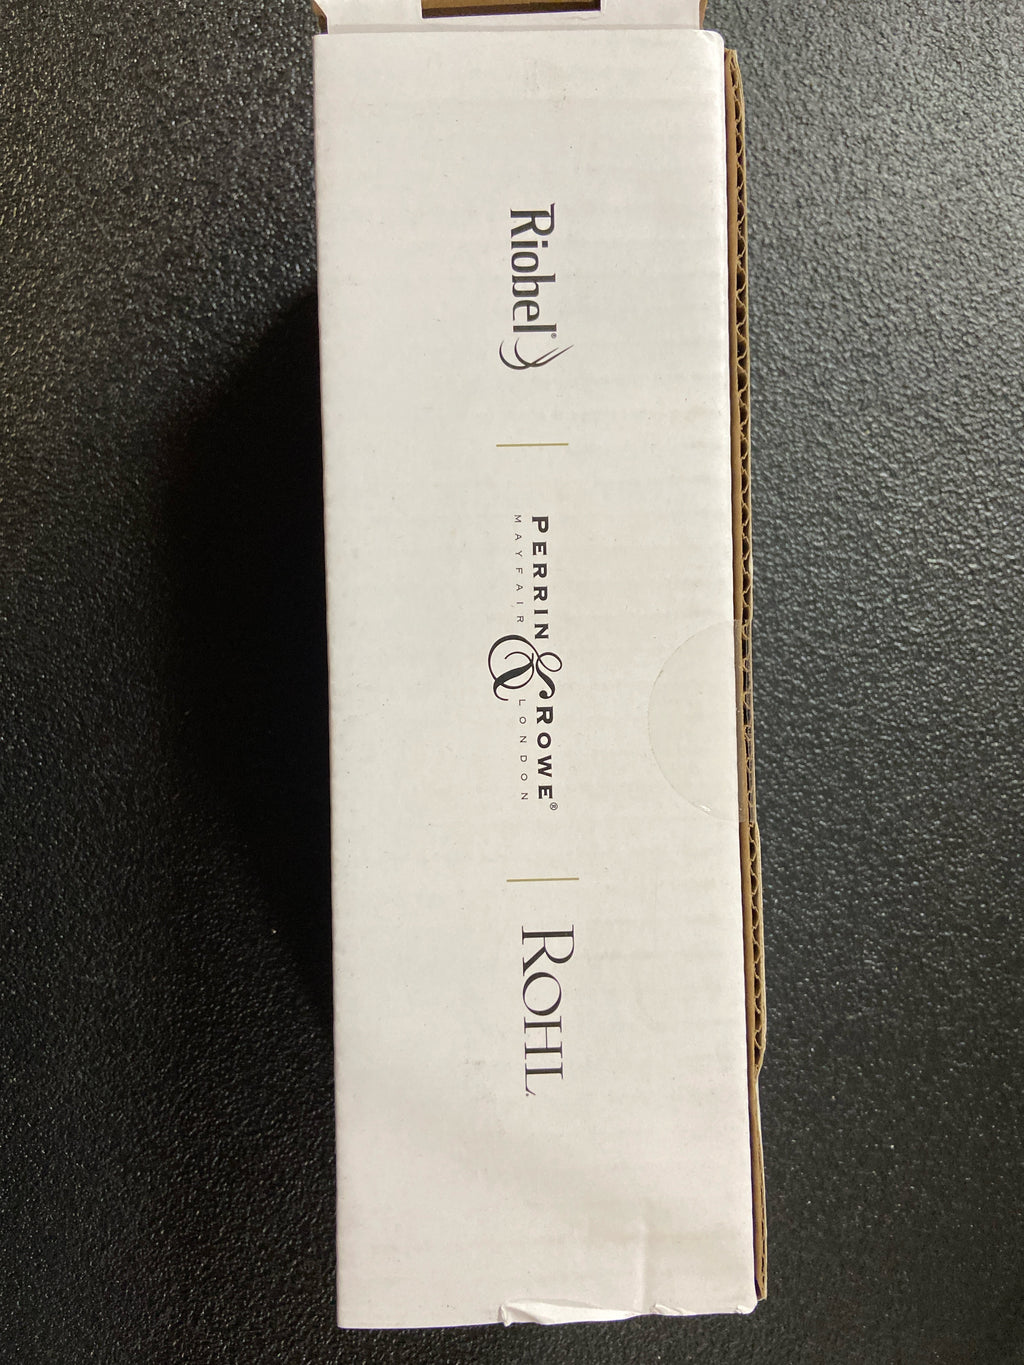 Riobel®
PERRIN & ROWE®
MAYFAIR LONDON
ROHL.